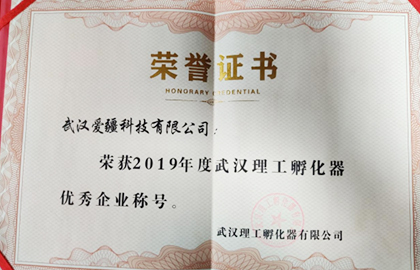 荣誉证书
HONGRARY CREDENTIAL
武汉爱疆科技有限公司：
荣获2019年度武汉理工孵化器
优秀企业称号。
武汉理工孵化器有限公司